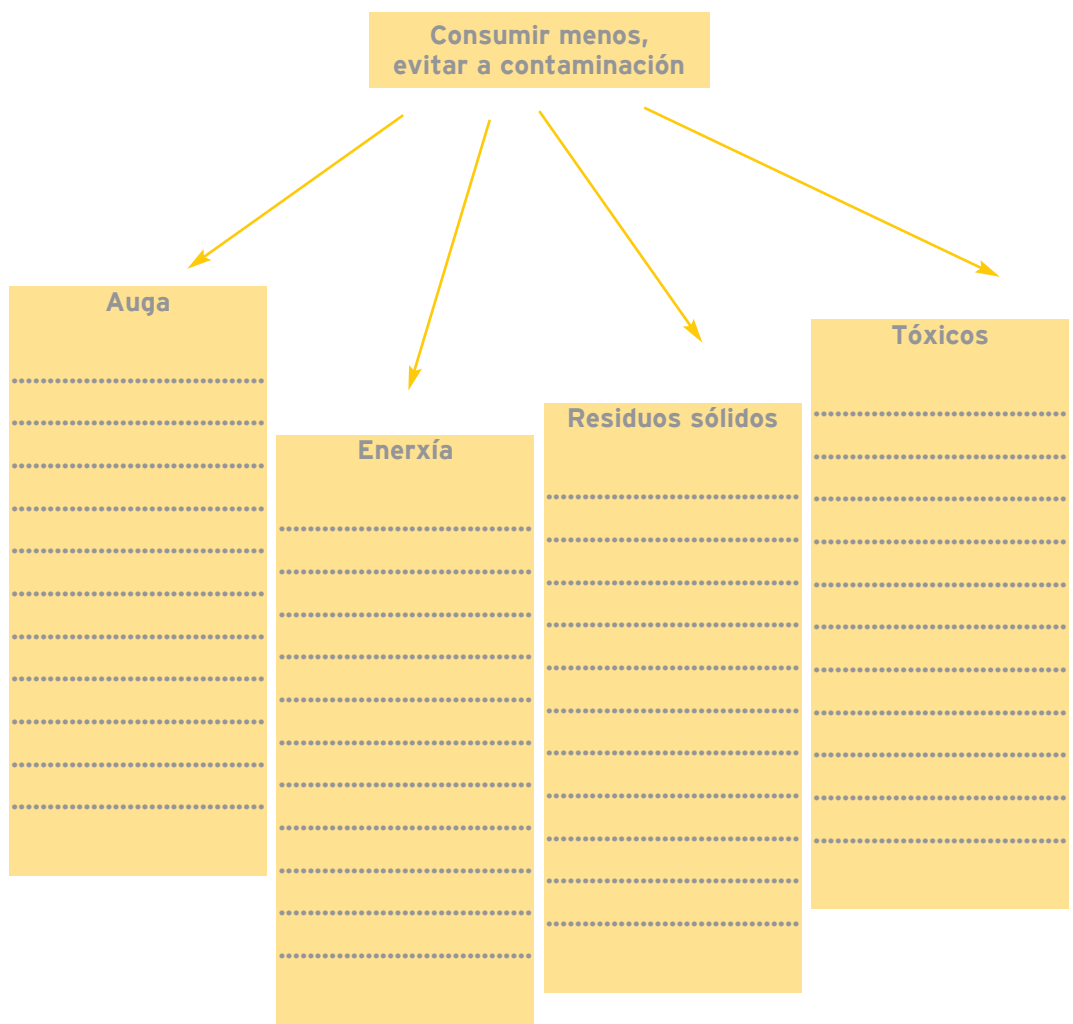 Consumir menos,
evitar a contaminación
Auga
Enerxía
Residuos sólidos
Tóxicos